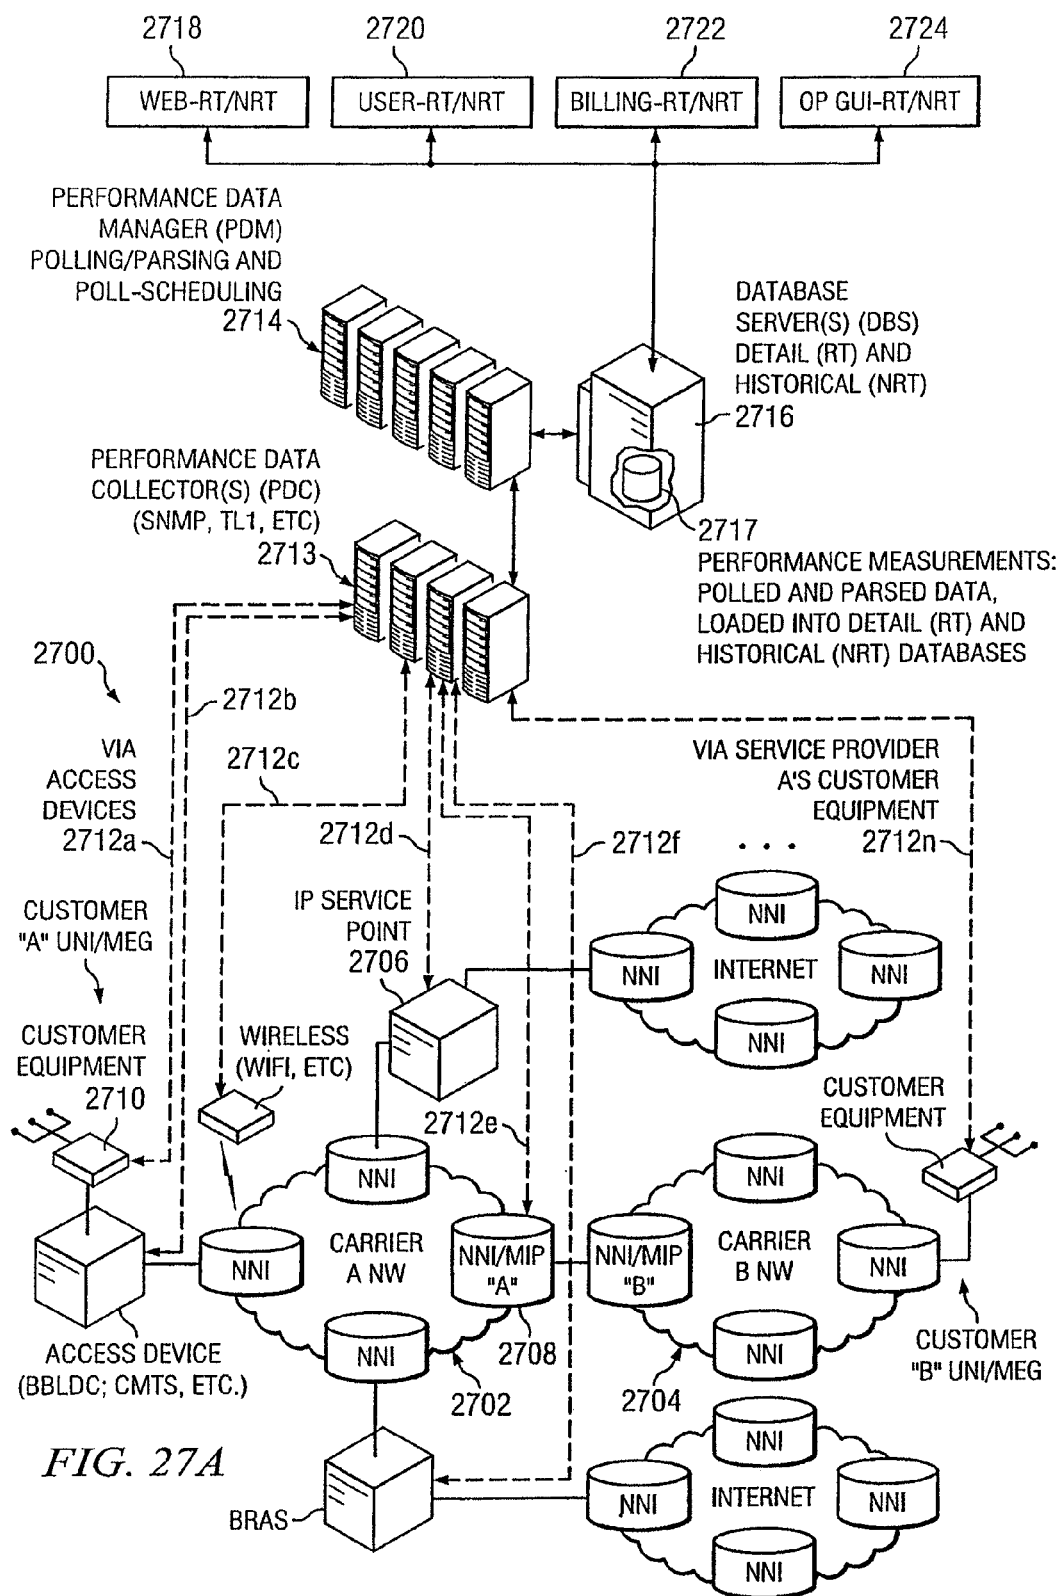 2718
2720
2722
2724
WEB-RT/NRT
USER-RT/NRT
BILLING-RT/NRT
OP GUI-RT/NRT
PERFORMANCE DATA
MANAGER (PDM)
POLLING/PARSING AND
POLL-SCHEDULING
2714
DATABASE
SERVER(S) (DBS)
DETAIL (RT) AND
HISTORICAL (NRT)
2716
PERFORMANCE DATA
COLLECTOR(S) (PDC)
(SNMP, TL1, ETC)
2713
2717
PERFORMANCE MEASUREMENTS:
POLLED AND PARSED DATA,
LOADED INTO DETAIL (RT) AND
HISTORICAL (NRT) DATABASES
2700
2712b
VIA
ACCESS
DEVICES
2712a
2712c
2712d
2712f
VIA SERVICE PROVIDER
A'S CUSTOMER
EQUIPMENT
2712n
. . .
CUSTOMER
"A" UNI/MEG
IP SERVICE
POINT
2706
NNI
NNI
INTERNET
NNI
NNI
CUSTOMER
EQUIPMENT
2710
WIRELESS
(WIFI, ETC)
2712e
CUSTOMER
EQUIPMENT
NNI
NNI
NNI
CARRIER
A NW
NNI/MIP
"A"
NNI/MIP
"B"
CARRIER
B NW
NNI
NNI
2708
NNI
ACCESS DEVICE
(BBLDC; CMTS, ETC.)
2702
2704
CUSTOMER
"B" UNI/MEG
FIG. 27A
BRAS
NNI
NNI
INTERNET
NNI
NNI